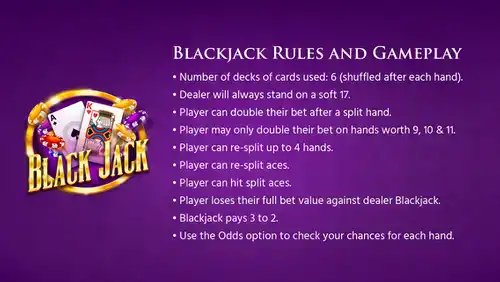 BLACKJACK RULES AND GAMEPLAY
• Number of decks of cards used: 6 (shuffled after each hand).
• Dealer will always stand on a soft 17.
• Player can double their bet after a split hand.
• Player may only double their bet on hands worth 9, 10 & 11.
• Player can re-split up to 4 hands.
• Player can re-split aces.
• Player can hit split aces.
• Player loses their full bet value against dealer Blackjack.
• Blackjack pays 3 to 2.
• Use the Odds option to check your chances for each hand.
A
K
BLACK JACK